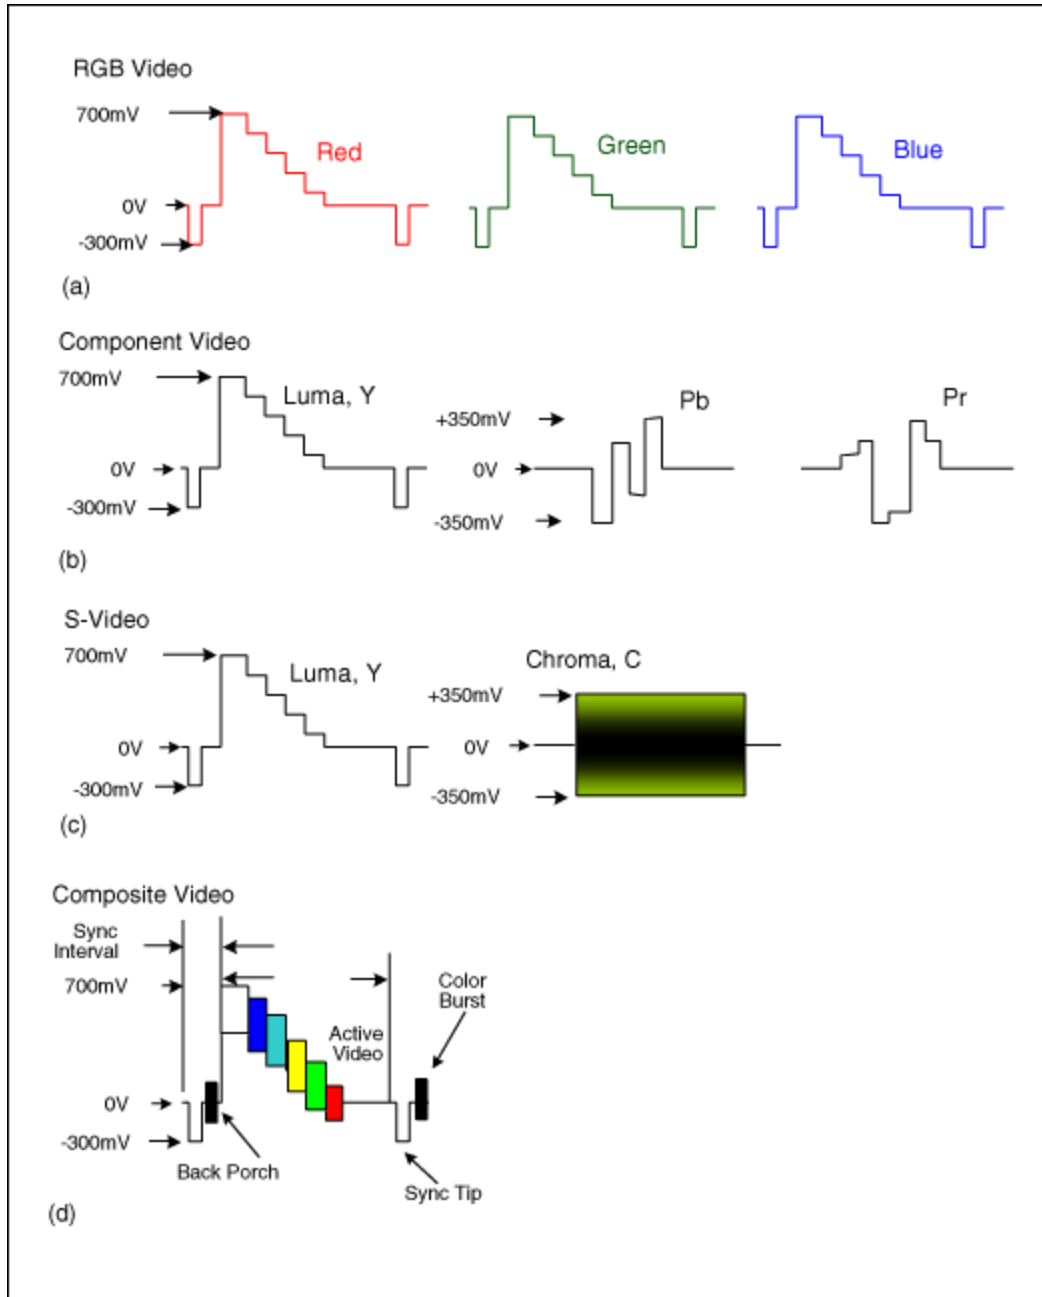 RGB Video
700mV
Red
Green
Blue
0V
-300mV
(a)
Component Video
700mV
Luma, Y
+350mV
Pb
Pr
0V
0V
-300mV
-350mV
(b)
S-Video
700mV
Luma, Y
Chroma, C
+350mV
0V
0V
-300mV
-350mV
(c)
Composite Video
Sync
Interval
700mV
Color
Burst
Active
Video
0V
-300mV
Back Porch
Sync Tip
(d)